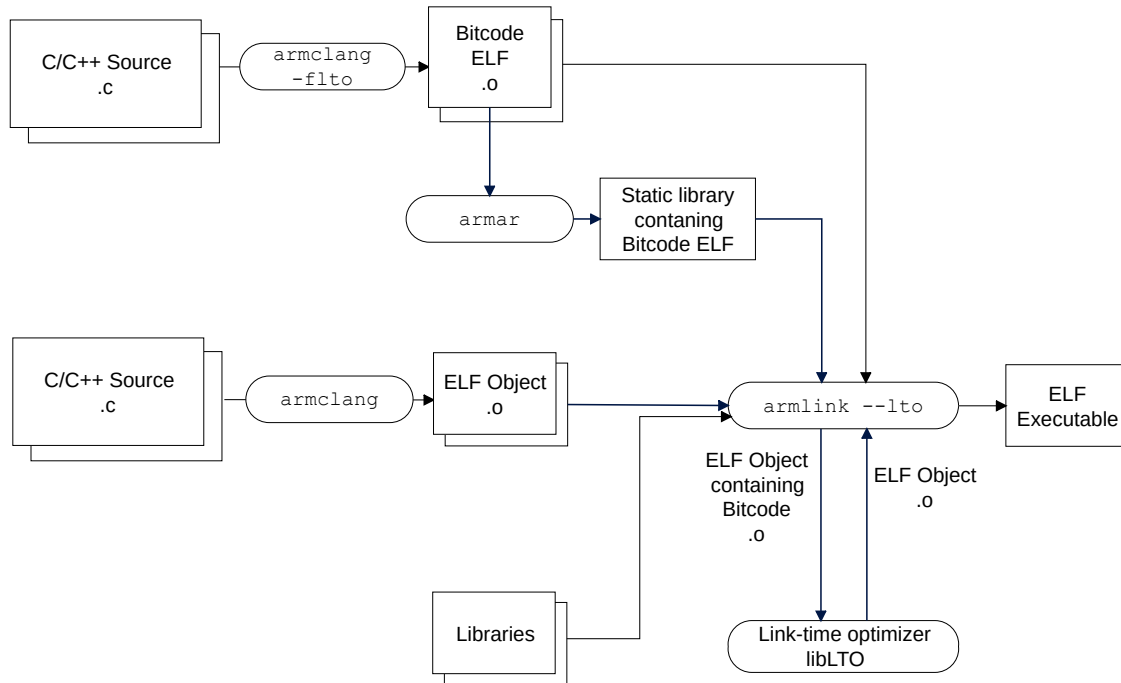 C/C++ Source
.c
armclang
-flto
Bitcode
ELF
.o
armar
Static library
contaning
Bitcode ELF
C/C++ Source
.c
armclang
ELF Object
.o
armlink --lto
ELF
Executable
ELF Object
containing
Bitcode
.o
ELF Object
.o
Libraries
Link-time optimizer
libLTO